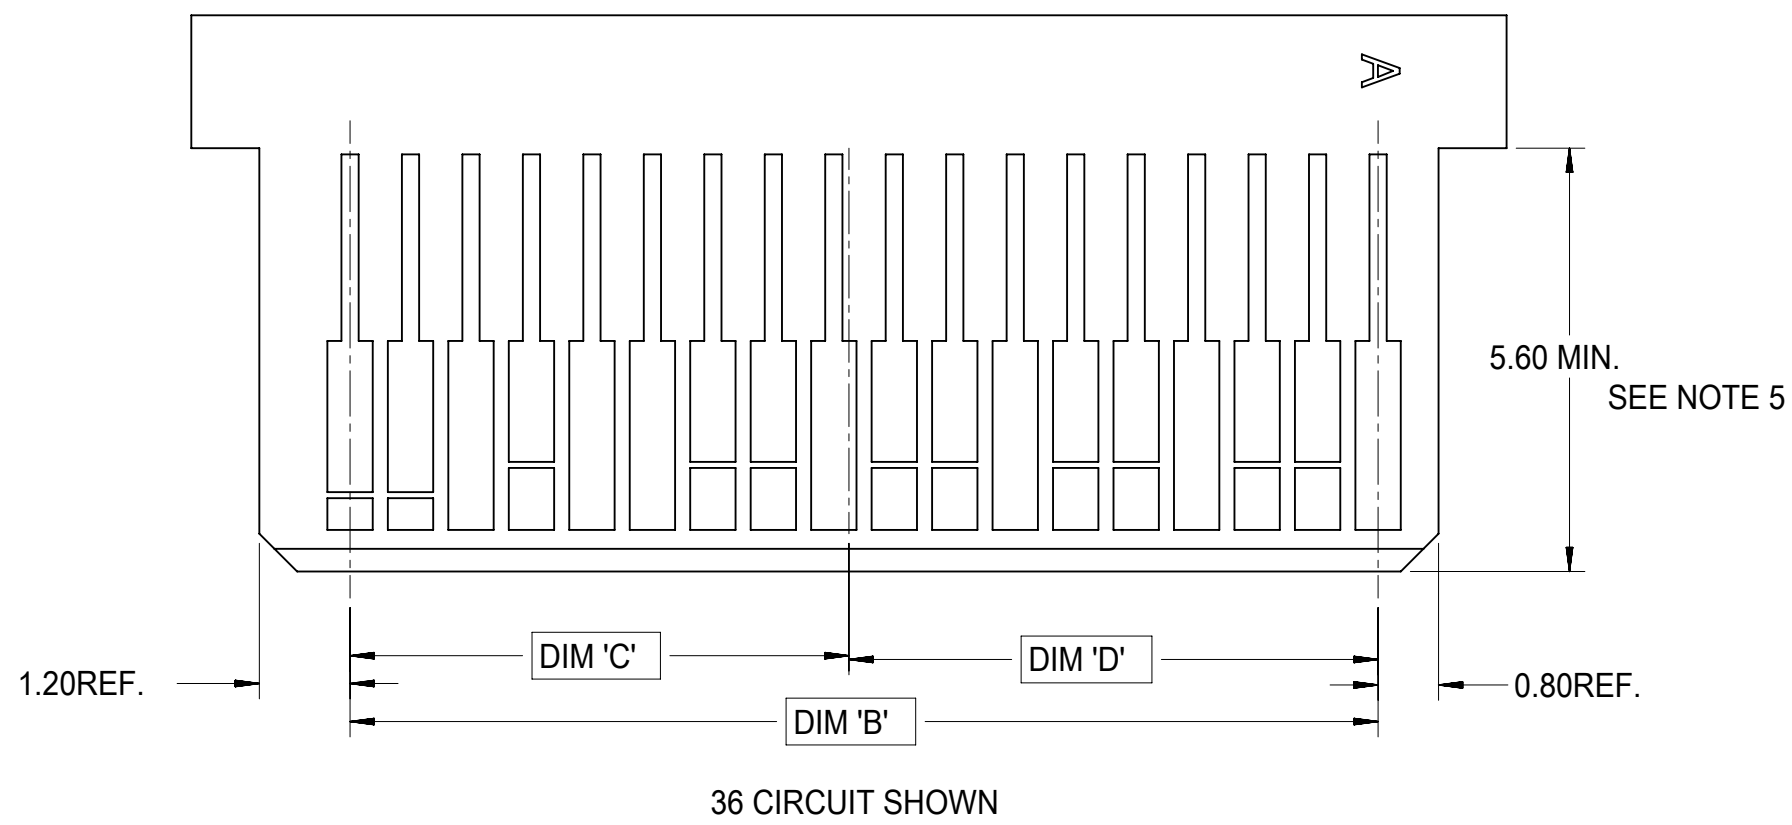 A
5.60 MIN.
SEE NOTE 5
DIM 'C'
DIM 'D'
1.20REF.
0.80REF.
DIM 'B'
36 CIRCUIT SHOWN